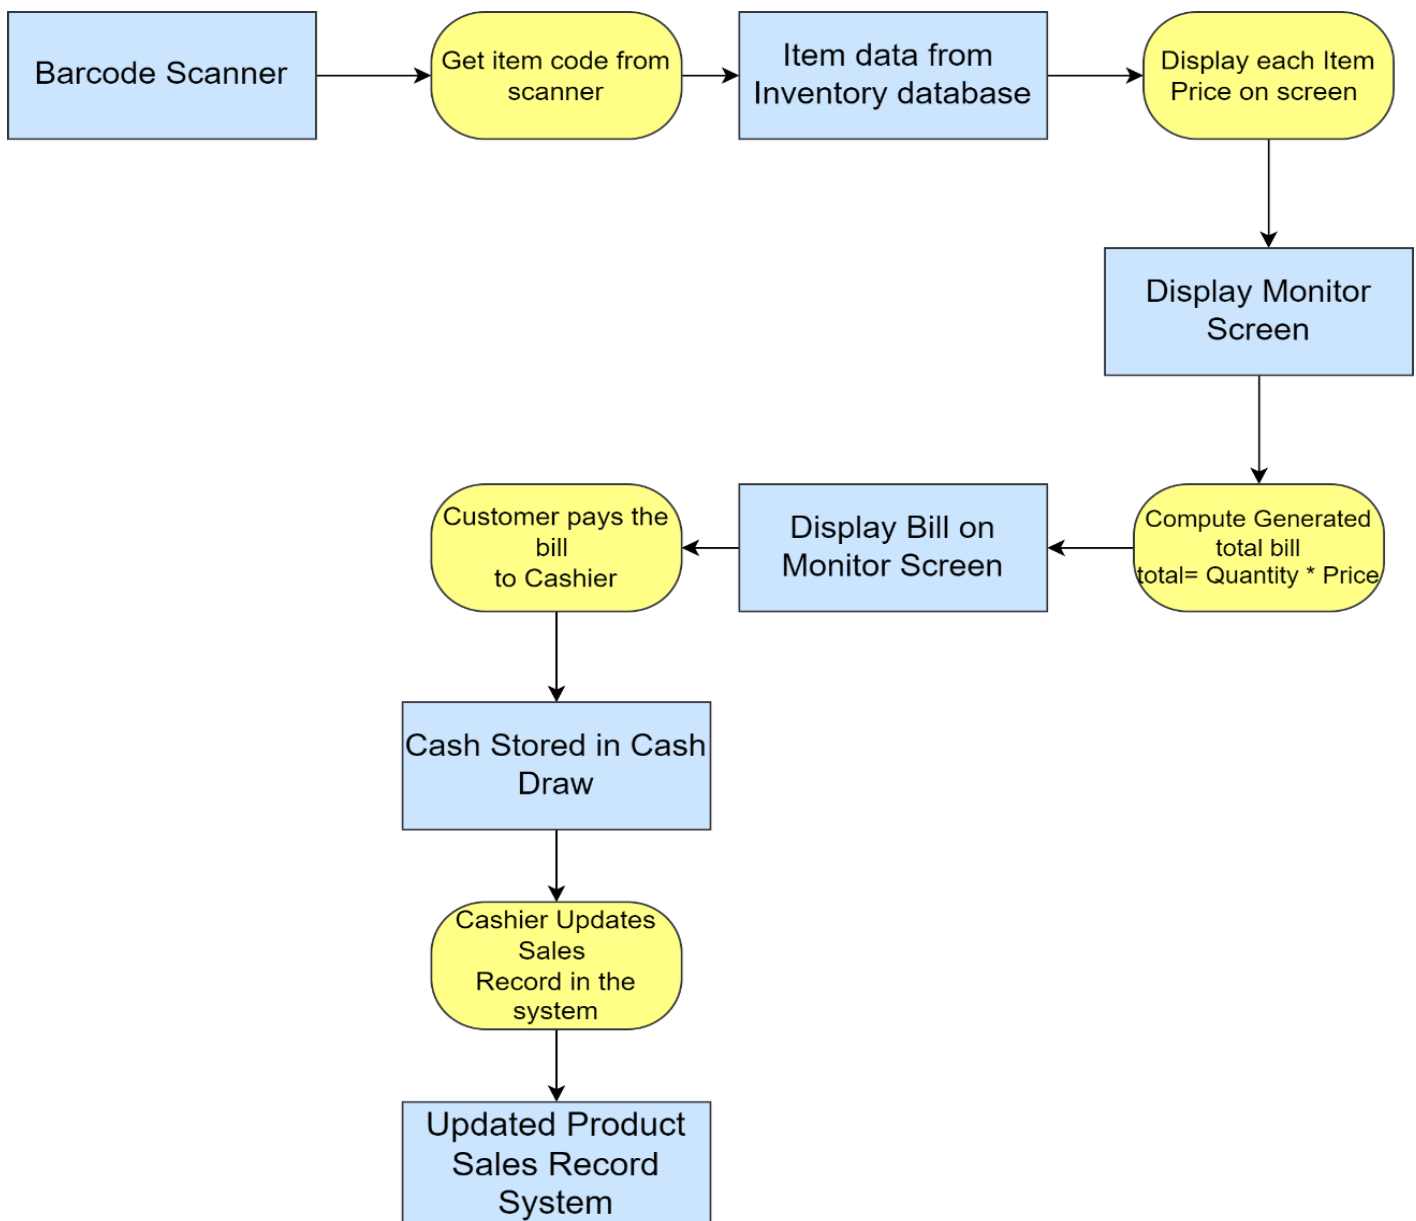 Barcode Scanner
Get item code from
scanner
Item data from
Inventory database
Display each Item
Price on screen
Display Monitor
Screen
Compute Generated
total bill
total= Quantity * Price
Display Bill on
Monitor Screen
Customer pays the
bill
to Cashier
Cash Stored in Cash
Draw
Cashier Updates
Sales
Record in the
system
Updated Product
Sales Record
System